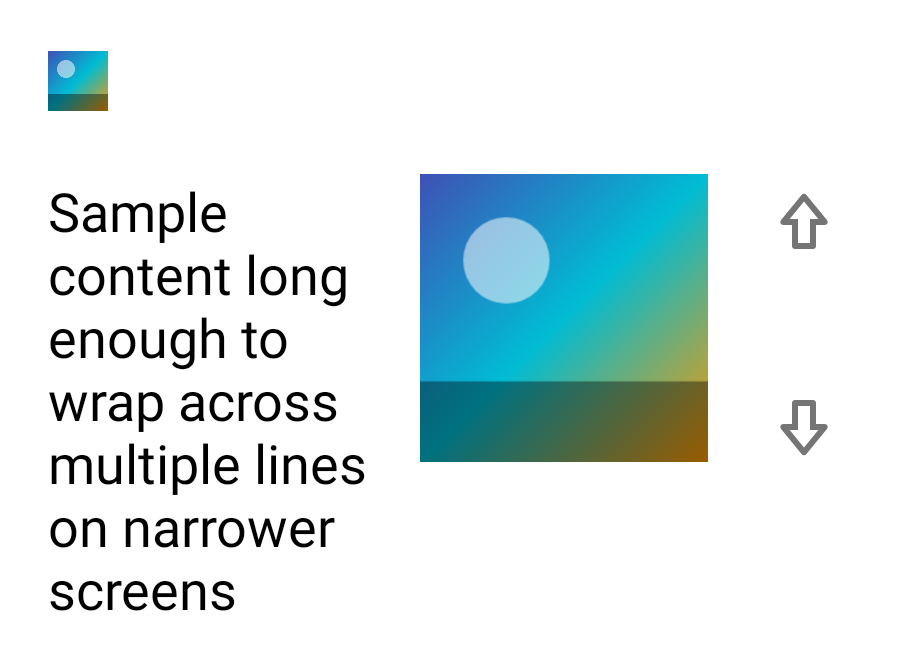 Sample
content long
enough to
wrap across
multiple lines
on narrower
screens